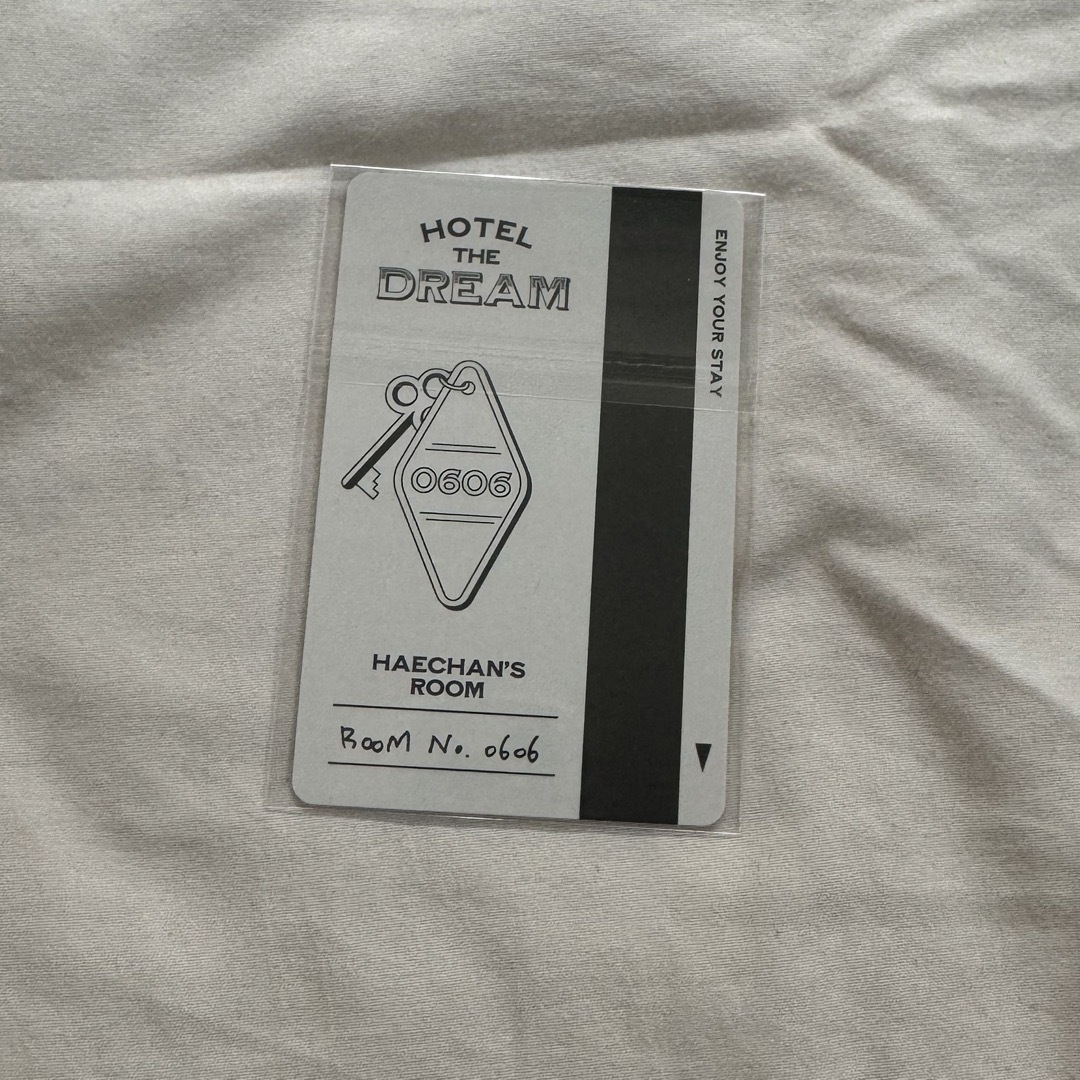 HOTEL
THE
DREAM
ENJOY YOUR STAY
0606
HAECHAN'S
ROOM
ROOM No. 0606